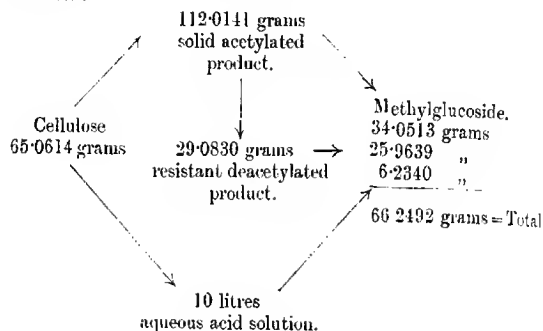 112·0141 grams
solid acetylated
product.
Cellulose
65·0614 grams
29·0830 grams
resistant deacetylated
product.
Methylglucoside.
34·0513 grams
25·9639 „
6·2340 „
66 2492 grams = Total
10 litres
aqueous acid solution.